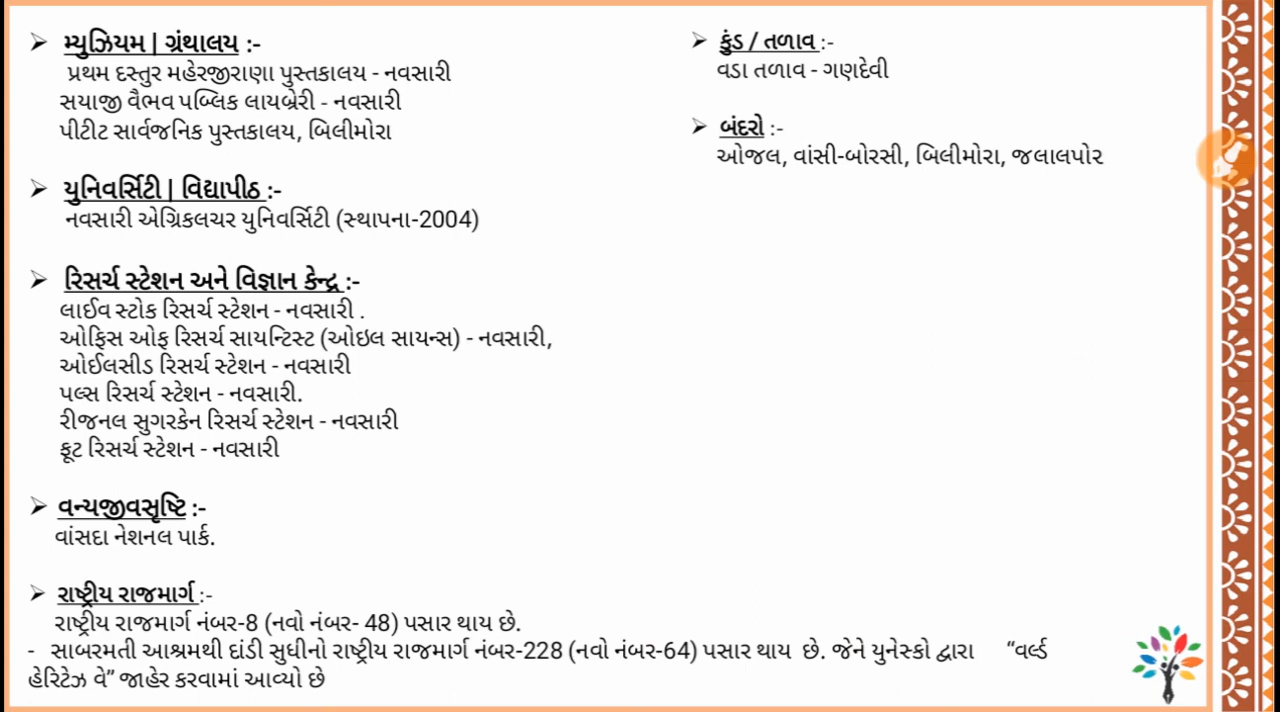 ➢ મ્યુઝિયમ | ગ્રંથાલય :-
પ્રથમ દસ્તુર મહેરજીરાણા પુસ્તકાલય - નવસારી
સયાજી વૈભવ પબ્લિક લાયબ્રેરી - નવસારી
પીટીટ સાર્વજનિક પુસ્તકાલય, બિલીમોરા
➢ યુનિવર્સિટી | વિદ્યાપીઠ :-
નવસારી એગ્રિકલચર યુનિવર્સિટી (સ્થાપના-2004)
➢ રિસર્ચ સ્ટેશન અને વિજ્ઞાન કેન્દ્ર :-
લાઈવ સ્ટોક રિસર્ચ સ્ટેશન - નવસારી .
ઓફિસ ઓફ રિસર્ચ સાયન્ટિસ્ટ (ઓઇલ સાયન્સ) - નવસારી,
ઓઈલસીડ રિસર્ચ સ્ટેશન - નવસારી
પલ્સ રિસર્ચ સ્ટેશન - નવસારી.
રીજનલ સુગરકેન રિસર્ચ સ્ટેશન - નવસારી
ફ્રૂટ રિસર્ચ સ્ટેશન - નવસારી
➢ વન્યજીવસૃષ્ટિ :-
વાંસદા નેશનલ પાર્ક.
➢ રાષ્ટ્રીય રાજમાર્ગ :-
રાષ્ટ્રીય રાજમાર્ગ નંબર-8 (નવો નંબર- 48) પસાર થાય છે.
- સાબરમતી આશ્રમથી દાંડી સુધીનો રાષ્ટ્રીય રાજમાર્ગ નંબર-228 (નવો નંબર-64) પસાર થાય છે. જેને યુનેસ્કો દ્વારા “વર્લ્ડ
હેરિટેઝ વે” જાહેર કરવામાં આવ્યો છે
➢ કુંડ / તળાવ :-
વડા તળાવ - ગણદેવી
➢ બંદરો :-
ઓજલ, વાંસી-બોરસી, બિલીમોરા, જલાલપોર